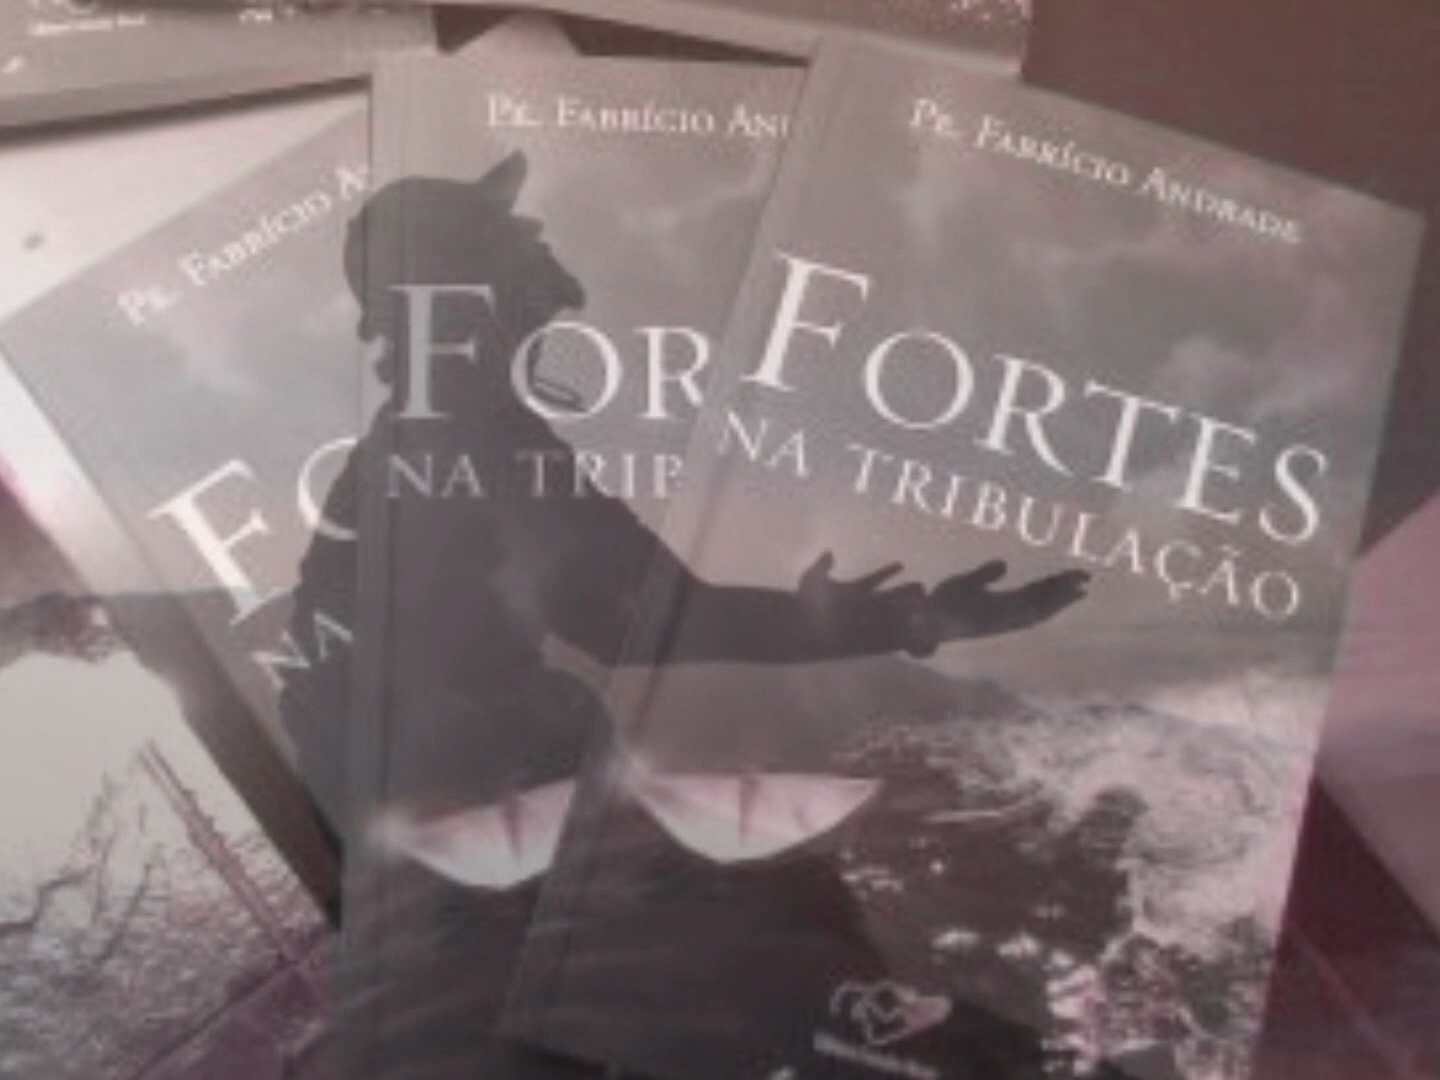 PE. FABRÍCIO A
FO
NA
PE. FABRÍCIO AN
FOR
NA TRIB
PE. FABRÍCIO ANDRADE
FORTES
NA TRIBULAÇÃO